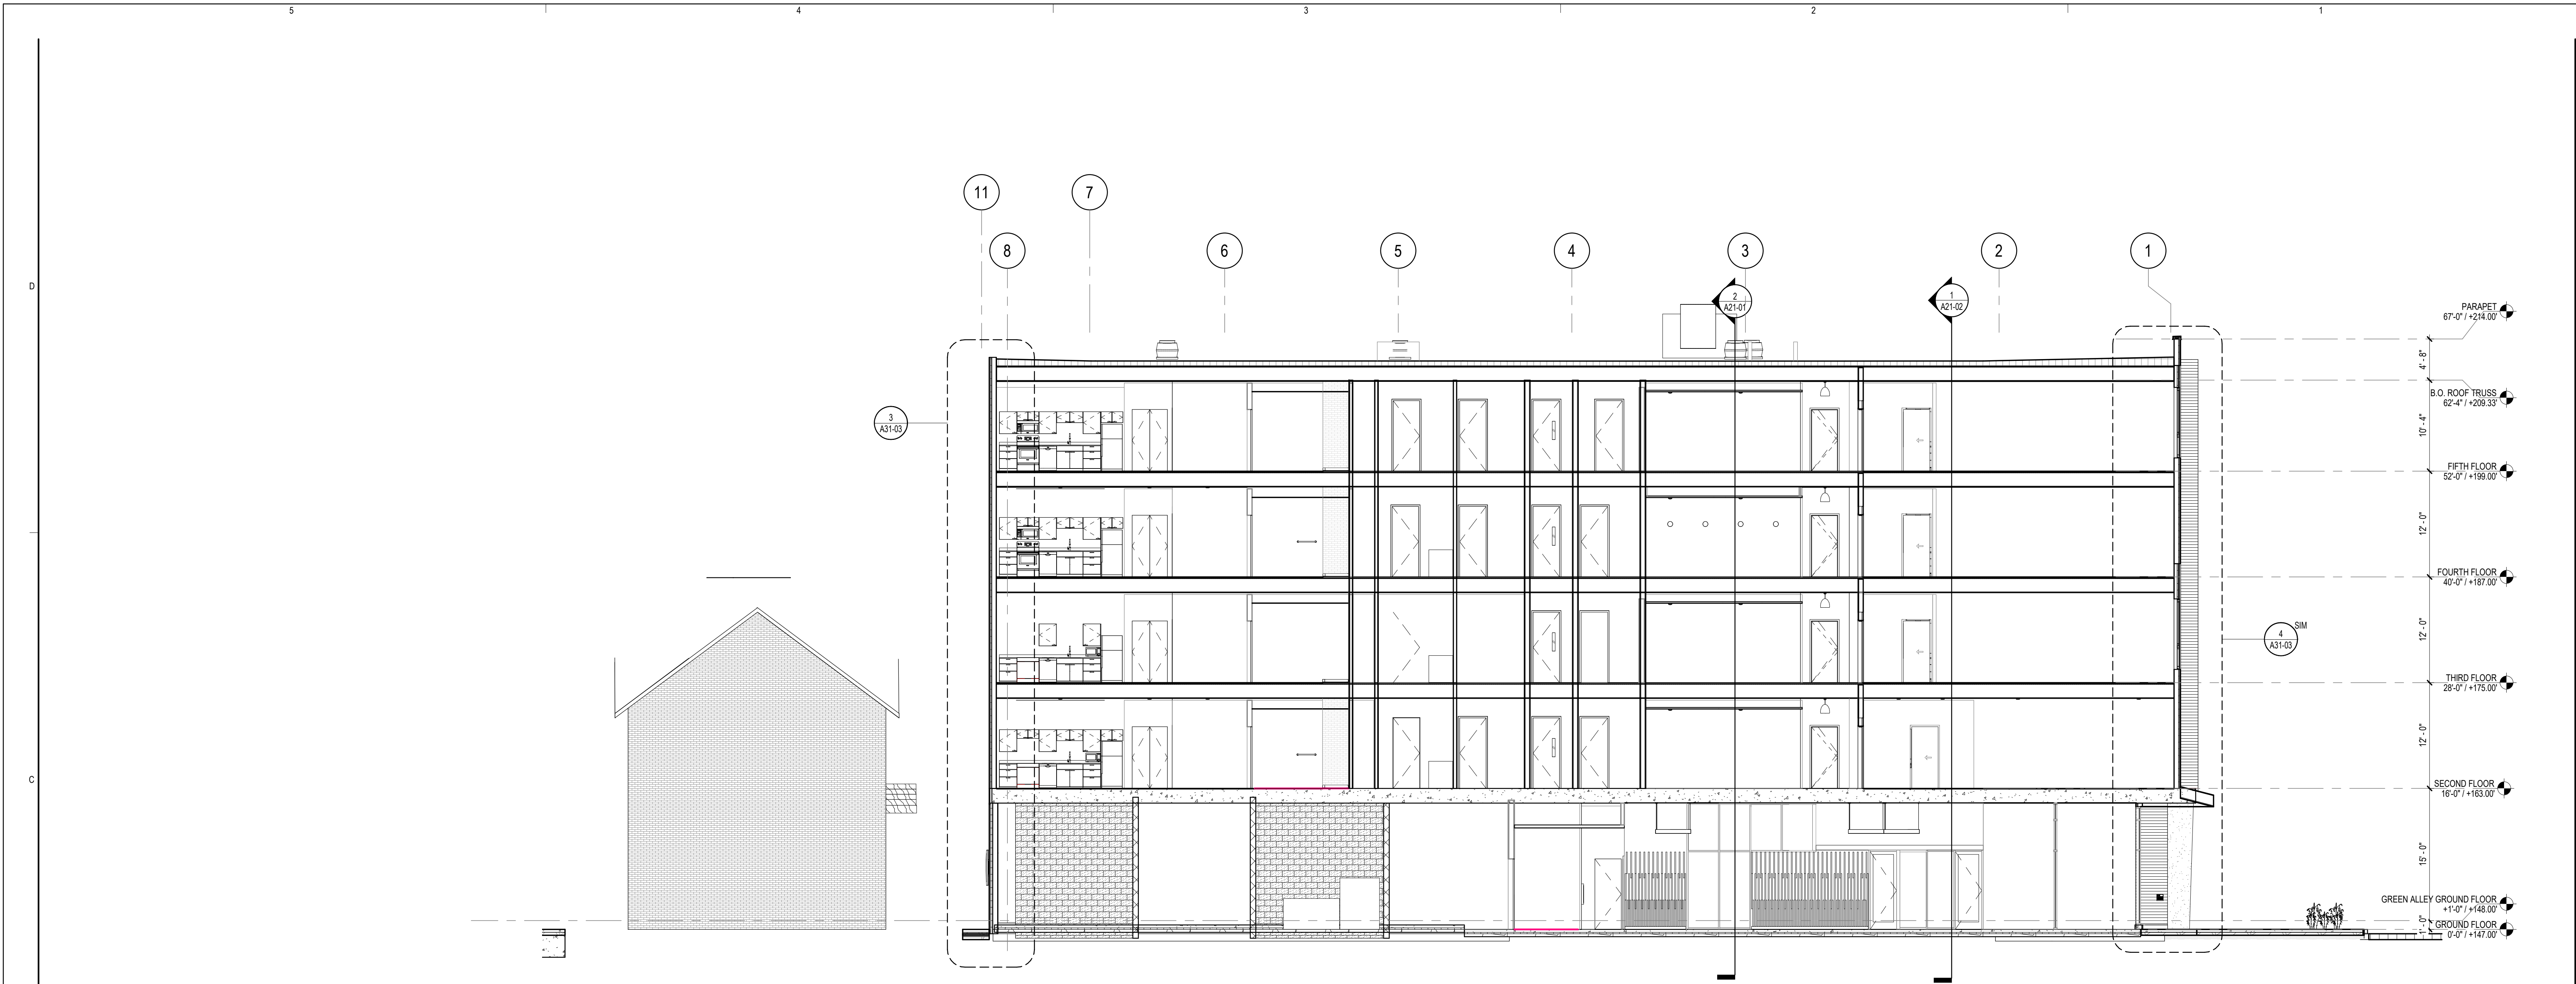 5
4
3
2
1
D
C
11
7
8
6
5
4
3
2
1
2
A21-01
1
A21-02
3
A31-03
4
A31-03
SIM
PARAPET
67'-0" / +214.00'
4' - 8"
B.O. ROOF TRUSS
62'-4" / +209.33'
10' - 4"
FIFTH FLOOR
52'-0" / +199.00'
12' - 0"
FOURTH FLOOR
40'-0" / +187.00'
12' - 0"
THIRD FLOOR
28'-0" / +175.00'
12' - 0"
SECOND FLOOR
16'-0" / +163.00'
15' - 0"
GREEN ALLEY GROUND FLOOR
+1'-0" / +148.00'
GROUND FLOOR
0'-0" / +147.00'